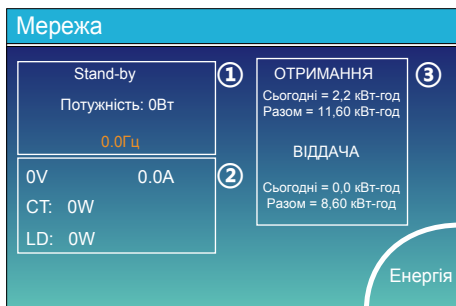 Мережа
Stand-by
Потужність: 0Вт
0.0Гц
1
0V 0.0A
CT: 0W
LD: 0W
2
ОТРИМАННЯ
Сьогодні = 2,2 кВт-год
Разом = 11,60 кВт-год
ВІДДАЧА
Сьогодні = 0,0 кВт-год
Разом = 8,60 кВт-год
3
Енергія